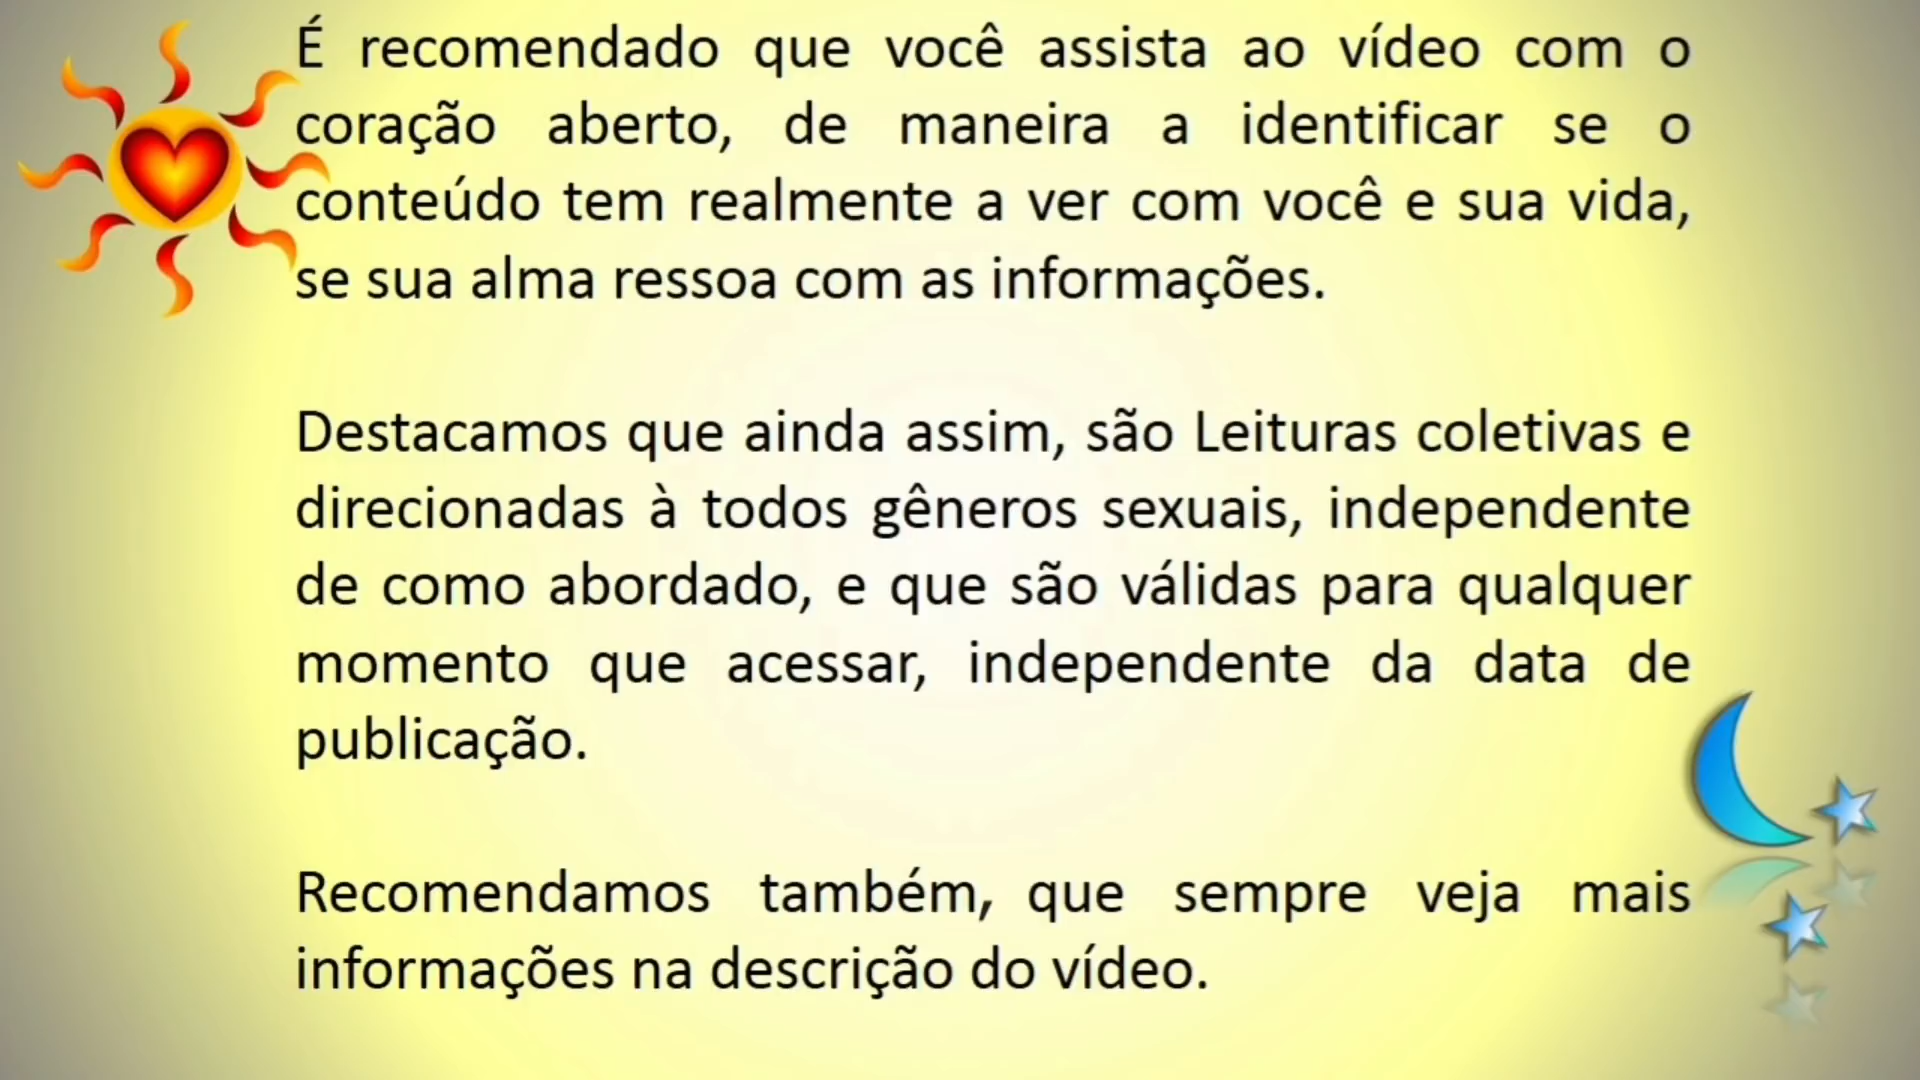 É recomendado que você assista ao vídeo com o
coração aberto, de maneira a identificar se o
conteúdo tem realmente a ver com você e sua vida,
se sua alma ressoa com as informações.
Destacamos que ainda assim, são Leituras coletivas e
direcionadas à todos gêneros sexuais, independente
de como abordado, e que são válidas para qualquer
momento que acessar, independente da data de
publicação.
Recomendamos também, que sempre veja mais
informações na descrição do vídeo.